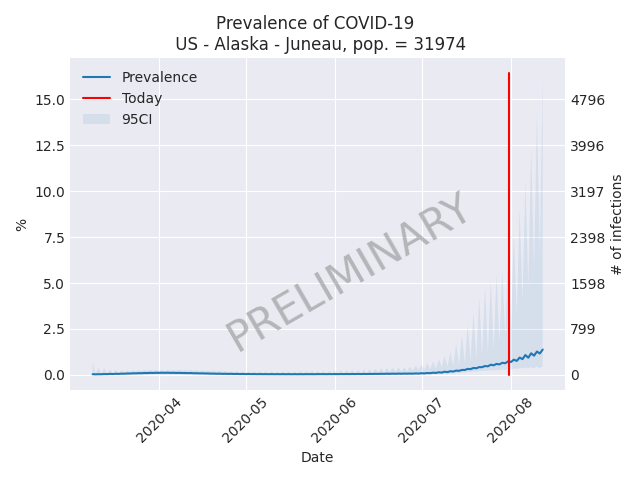 Prevalence of COVID-19
US - Alaska - Juneau, pop. = 31974
Prevalence
Today
95CI
15.0
12.5
10.0
7.5
5.0
2.5
0.0
%
4796
3996
3197
2398
1598
799
0
# of infections
PRELIMINARY
2020-04
2020-05
2020-06
2020-07
2020-08
Date